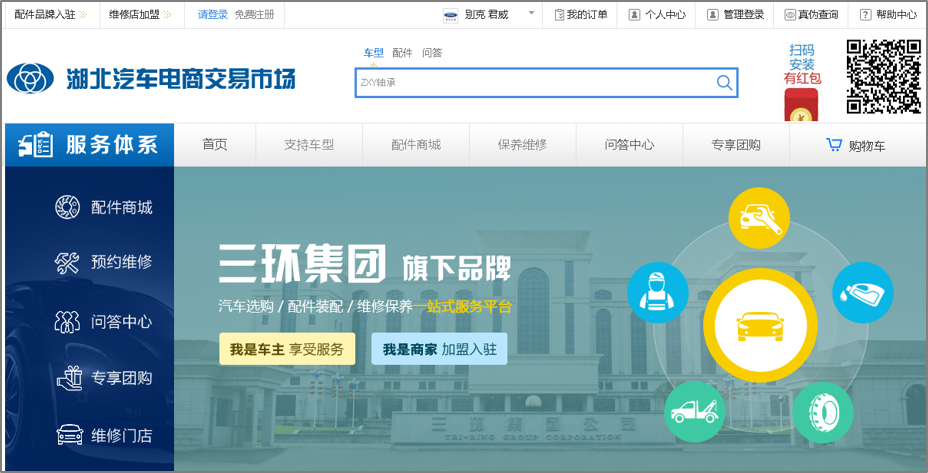 配件品牌入驻 维修店加盟 请登录 免费注册 别克 君威 我的订单 个人中心 管理登录 真伪查询 帮助中心
车型 配件 问答
湖北汽车电商交易市场
ZXY轴承
扫码
安装
有红包
服务体系 首页 支持车型 配件商城 保养维修 问答中心 专享团购 购物车
配件商城
预约维修
问答中心
专享团购
维修门店
三环集团 旗下品牌
汽车选购 / 配件装配 / 维修保养一站式服务平台
我是车主 享受服务 我是商家 加盟入驻
三环集团公司
TRI-RING GROUP CORPORATION